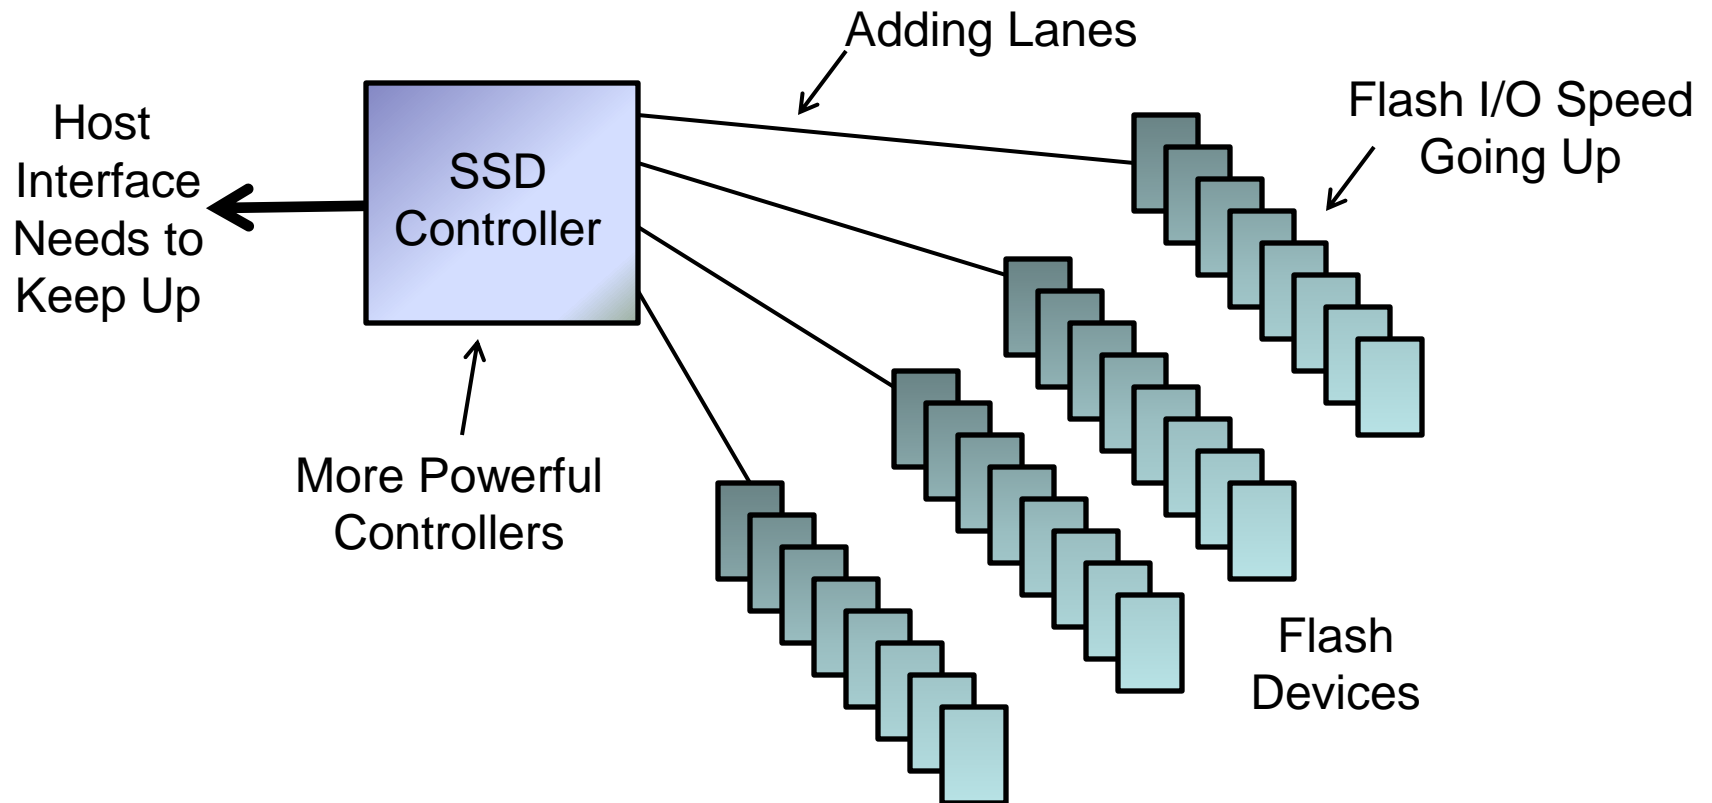 Adding Lanes
Host
Interface
Needs to
Keep Up
SSD
Controller
Flash I/O Speed
Going Up
More Powerful
Controllers
Flash
Devices